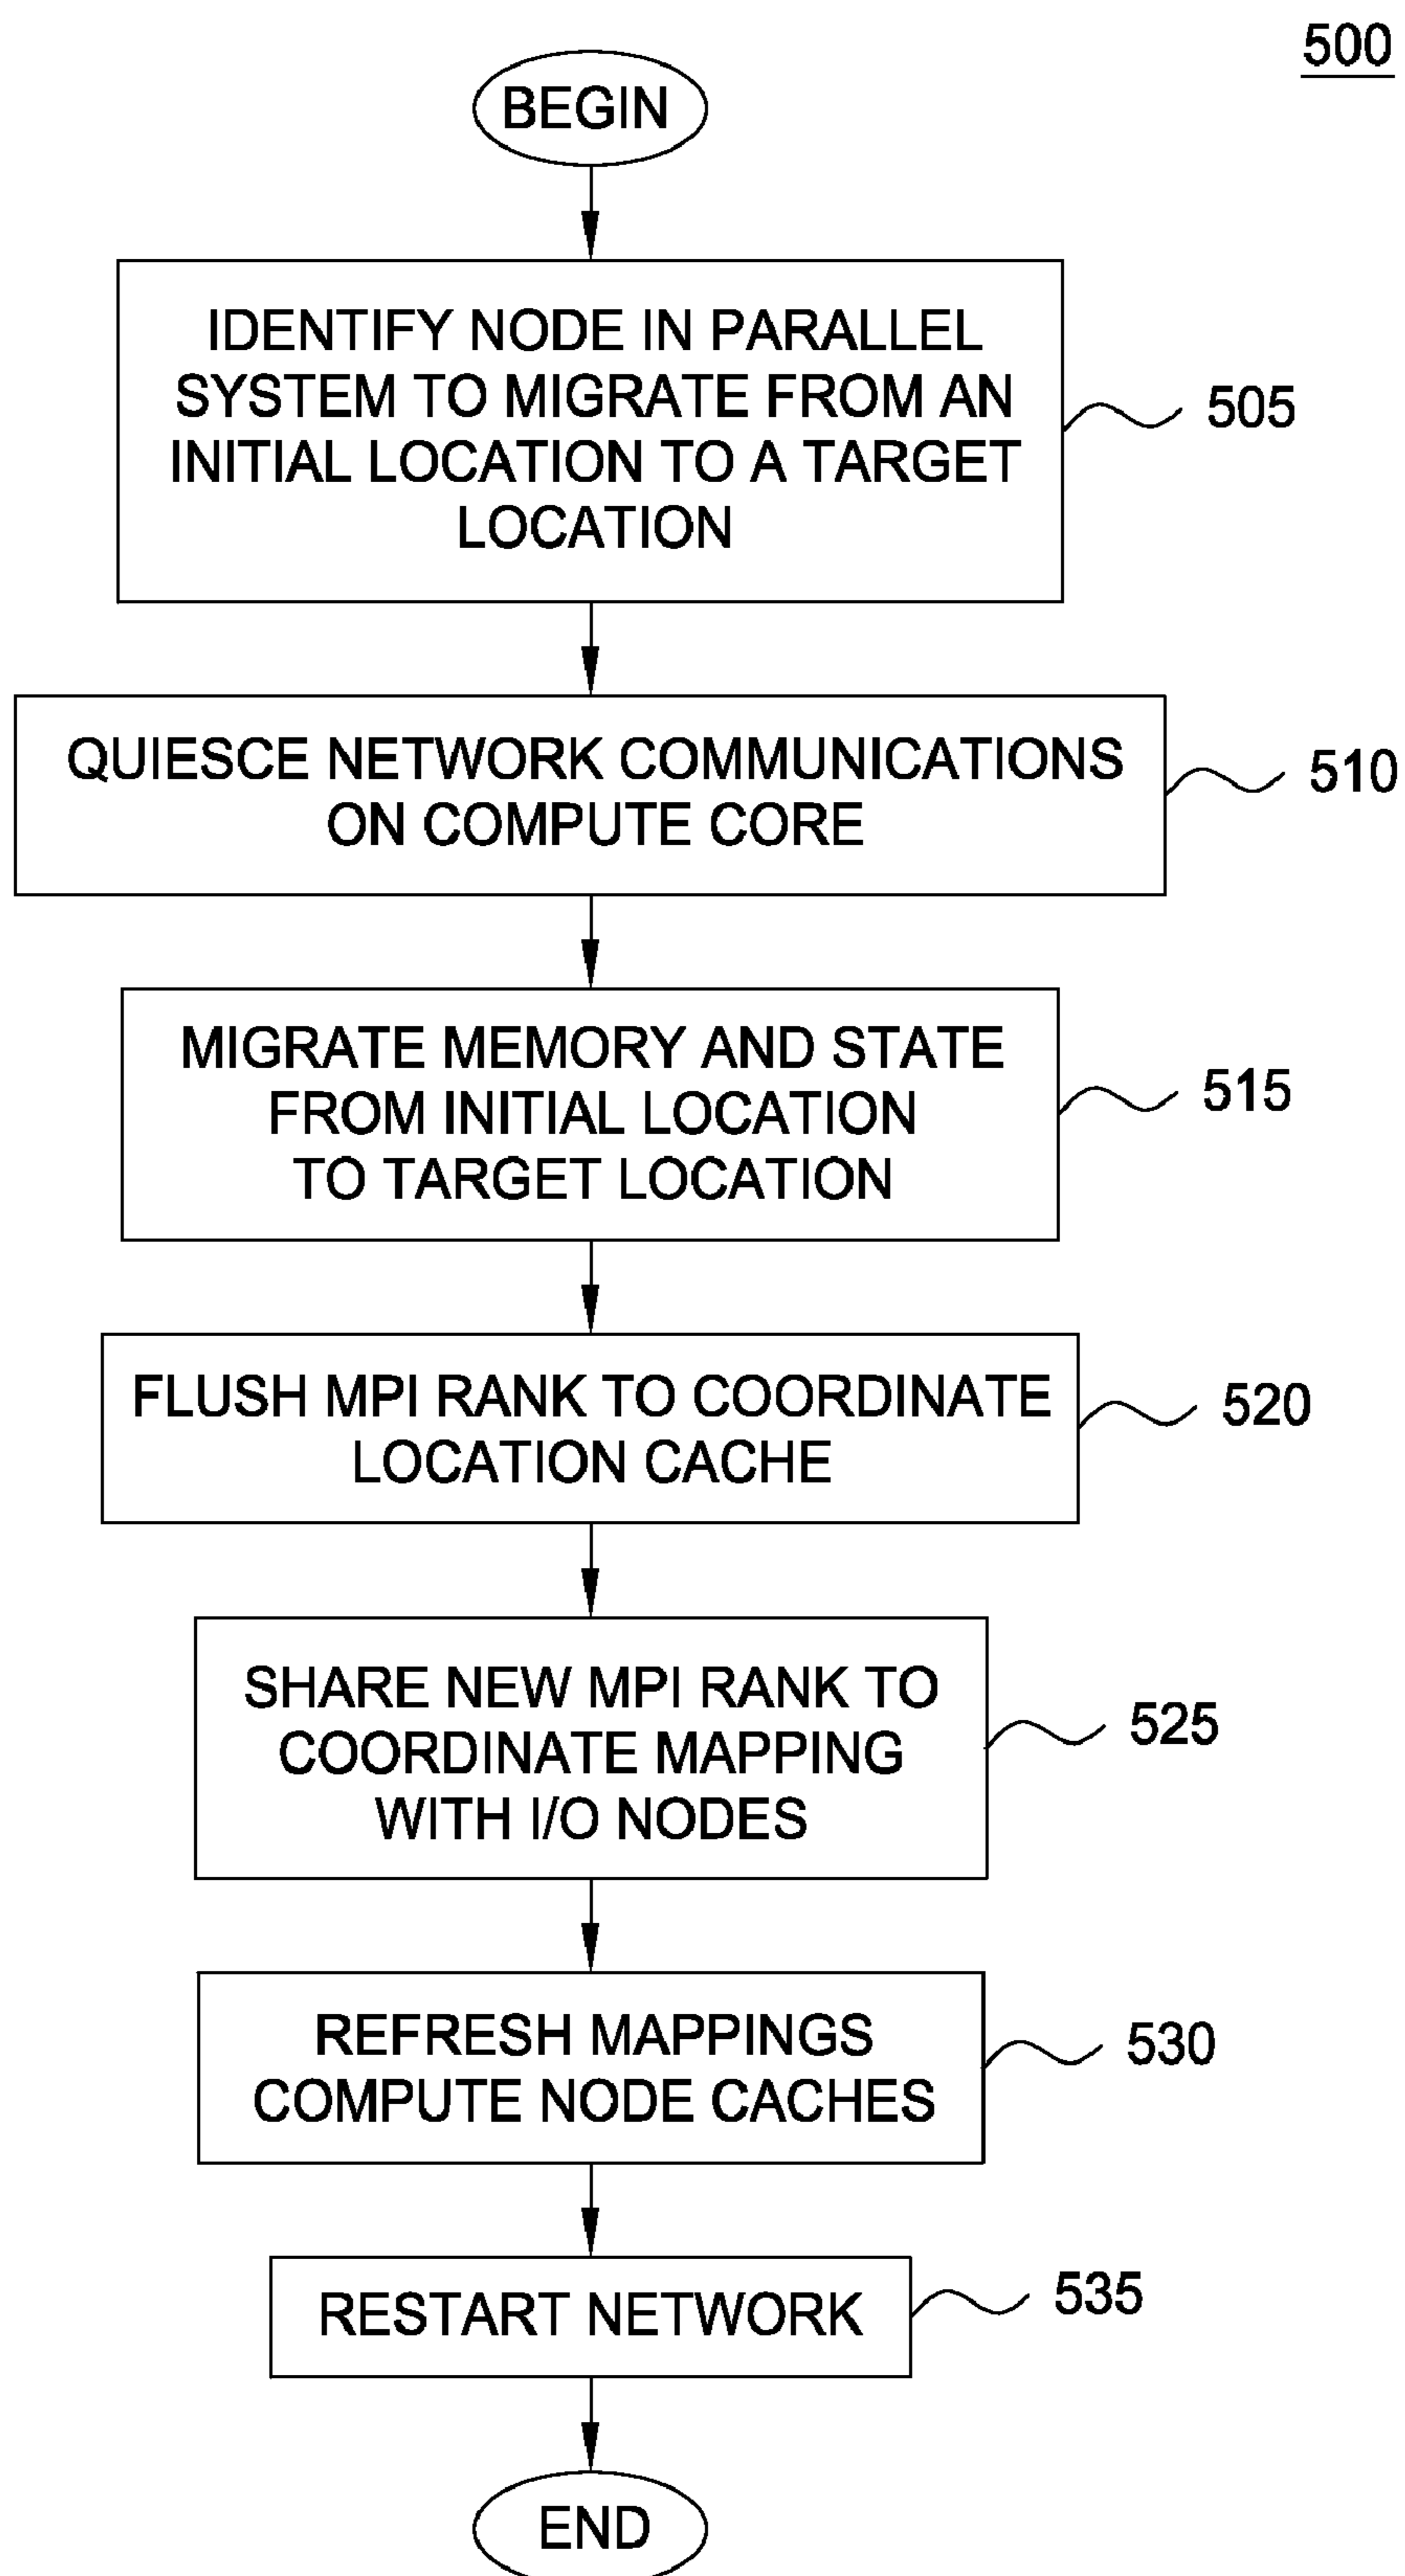 500
BEGIN
IDENTIFY NODE IN PARALLEL
SYSTEM TO MIGRATE FROM AN
INITIAL LOCATION TO A TARGET
LOCATION
505
QUIESCE NETWORK COMMUNICATIONS
ON COMPUTE CORE
510
MIGRATE MEMORY AND STATE
FROM INITIAL LOCATION
TO TARGET LOCATION
515
FLUSH MPI RANK TO COORDINATE
LOCATION CACHE
520
SHARE NEW MPI RANK TO
COORDINATE MAPPING
WITH I/O NODES
525
REFRESH MAPPINGS
COMPUTE NODE CACHES
530
RESTART NETWORK
535
END